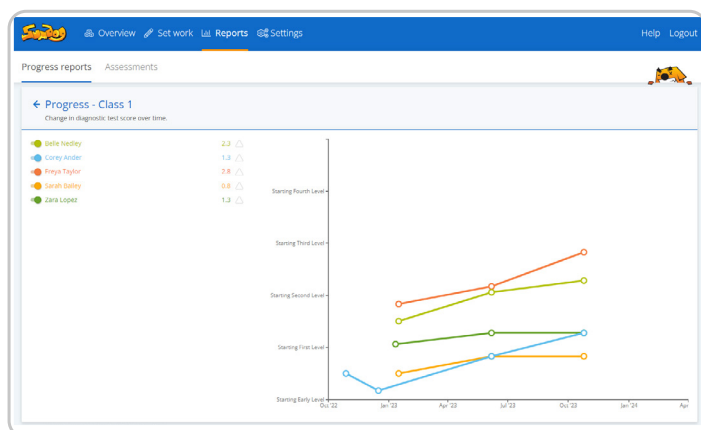 Sumdog
Overview Set work Reports Settings Help Logout
Progress reports Assessments
Progress - Class 1
Change in diagnostic test score over time.
Belle Nedley 2.3
Corey Ander 1.3
Freya Taylor 2.8
Sarah Bailey 0.8
Zara Lopez 1.3
Starting Fourth Level
Starting Third Level
Starting Second Level
Starting First Level
Starting Early Level
Oct '22 Jan '23 Apr '23 Jul '23 Oct '23 Jan '24 Apr